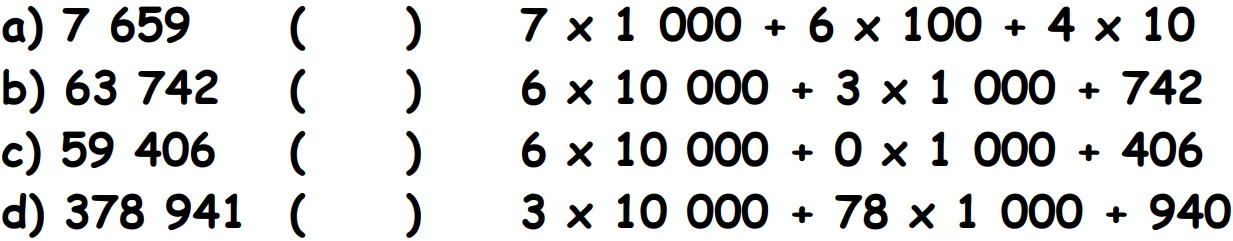 a) 7 659 ( ) 7 x 1 000 + 6 x 100 + 4 x 10
b) 63 742 ( ) 6 x 10 000 + 3 x 1 000 + 742
c) 59 406 ( ) 6 x 10 000 + 0 x 1 000 + 406
d) 378 941 ( ) 3 x 10 000 + 78 x 1 000 + 940